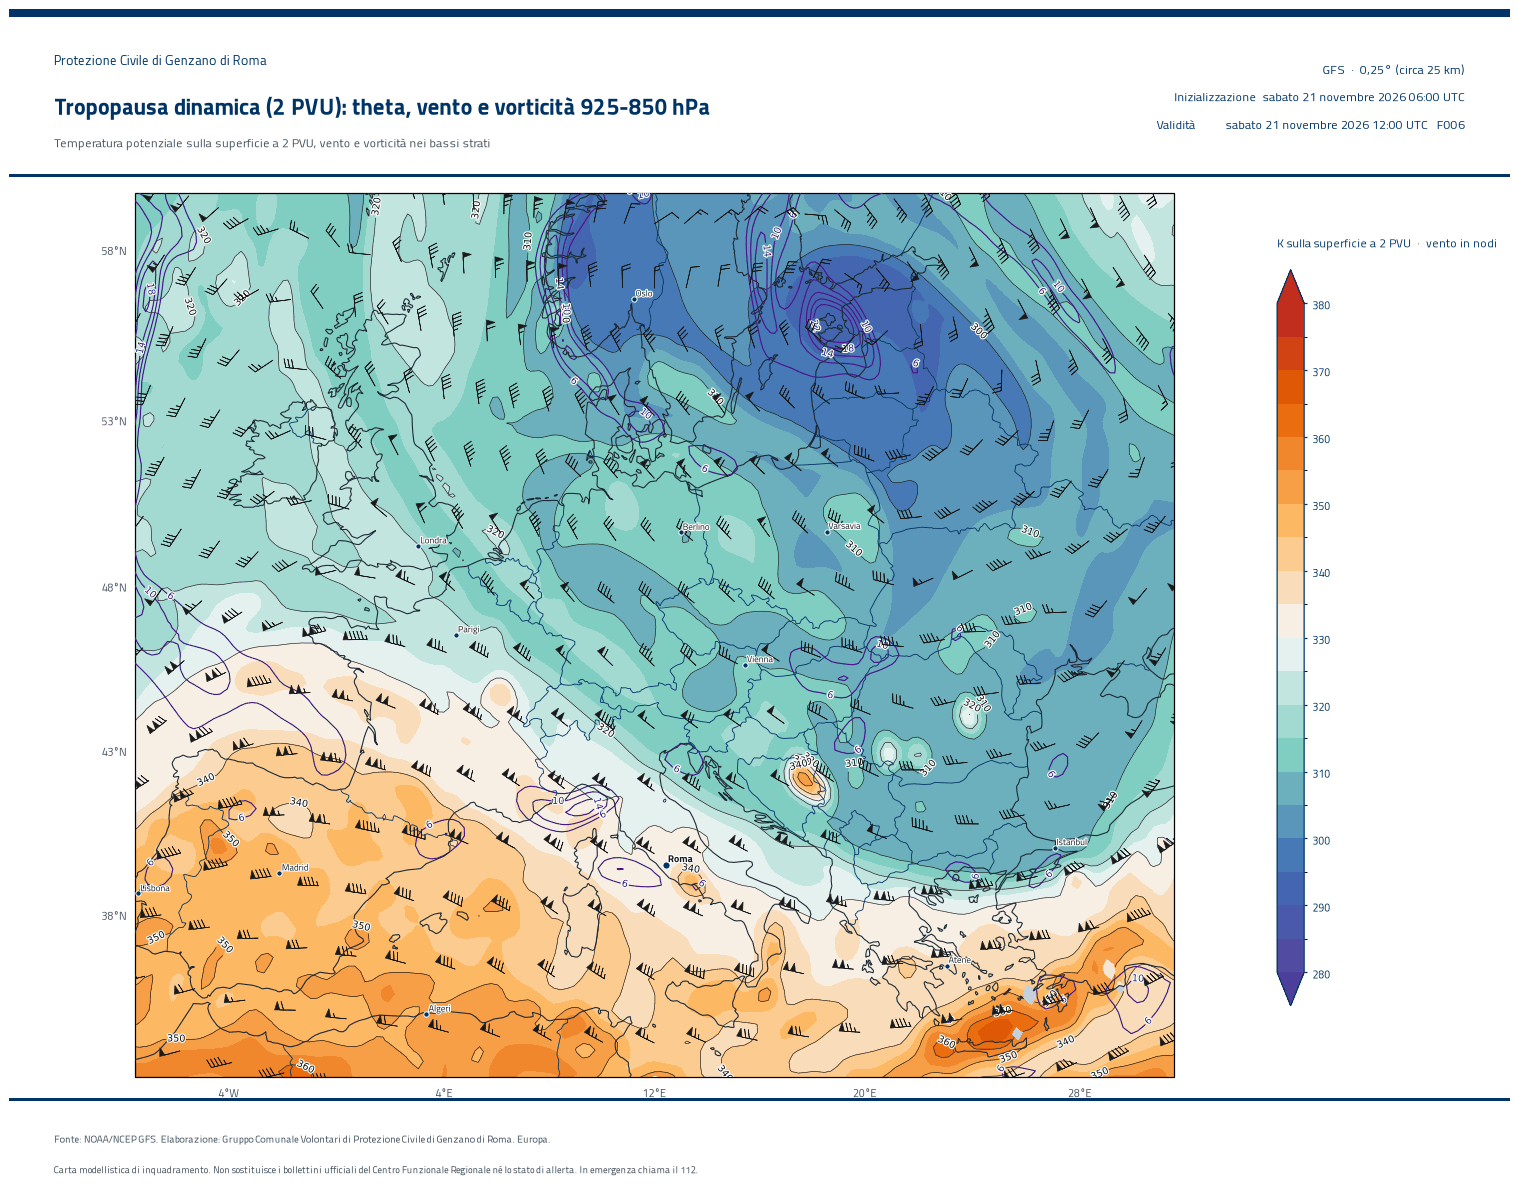 Protezione Civile di Genzano di Roma
Tropopausa dinamica (2 PVU): theta, vento e vorticità 925-850 hPa
Temperatura potenziale sulla superficie a 2 PVU, vento e vorticità nei bassi strati
GFS · 0,25° (circa 25 km)
Inizializzazione sabato 21 novembre 2026 06:00 UTC
Validità sabato 21 novembre 2026 12:00 UTC F006
K sulla superficie a 2 PVU · vento in nodi
380
370
360
350
340
330
320
310
300
290
280
58°N
53°N
48°N
43°N
38°N
4°W
4°E
12°E
20°E
28°E
Oslo
Londra
Berlino
Varsavia
Parigi
Vienna
Roma
Madrid
Lisbona
Istanbul
Atene
Algeri
Fonte: NOAA/NCEP GFS. Elaborazione: Gruppo Comunale Volontari di Protezione Civile di Genzano di Roma. Europa.
Carta modellistica di inquadramento. Non sostituisce i bollettini ufficiali del Centro Funzionale Regionale né lo stato di allerta. In emergenza chiama il 112.